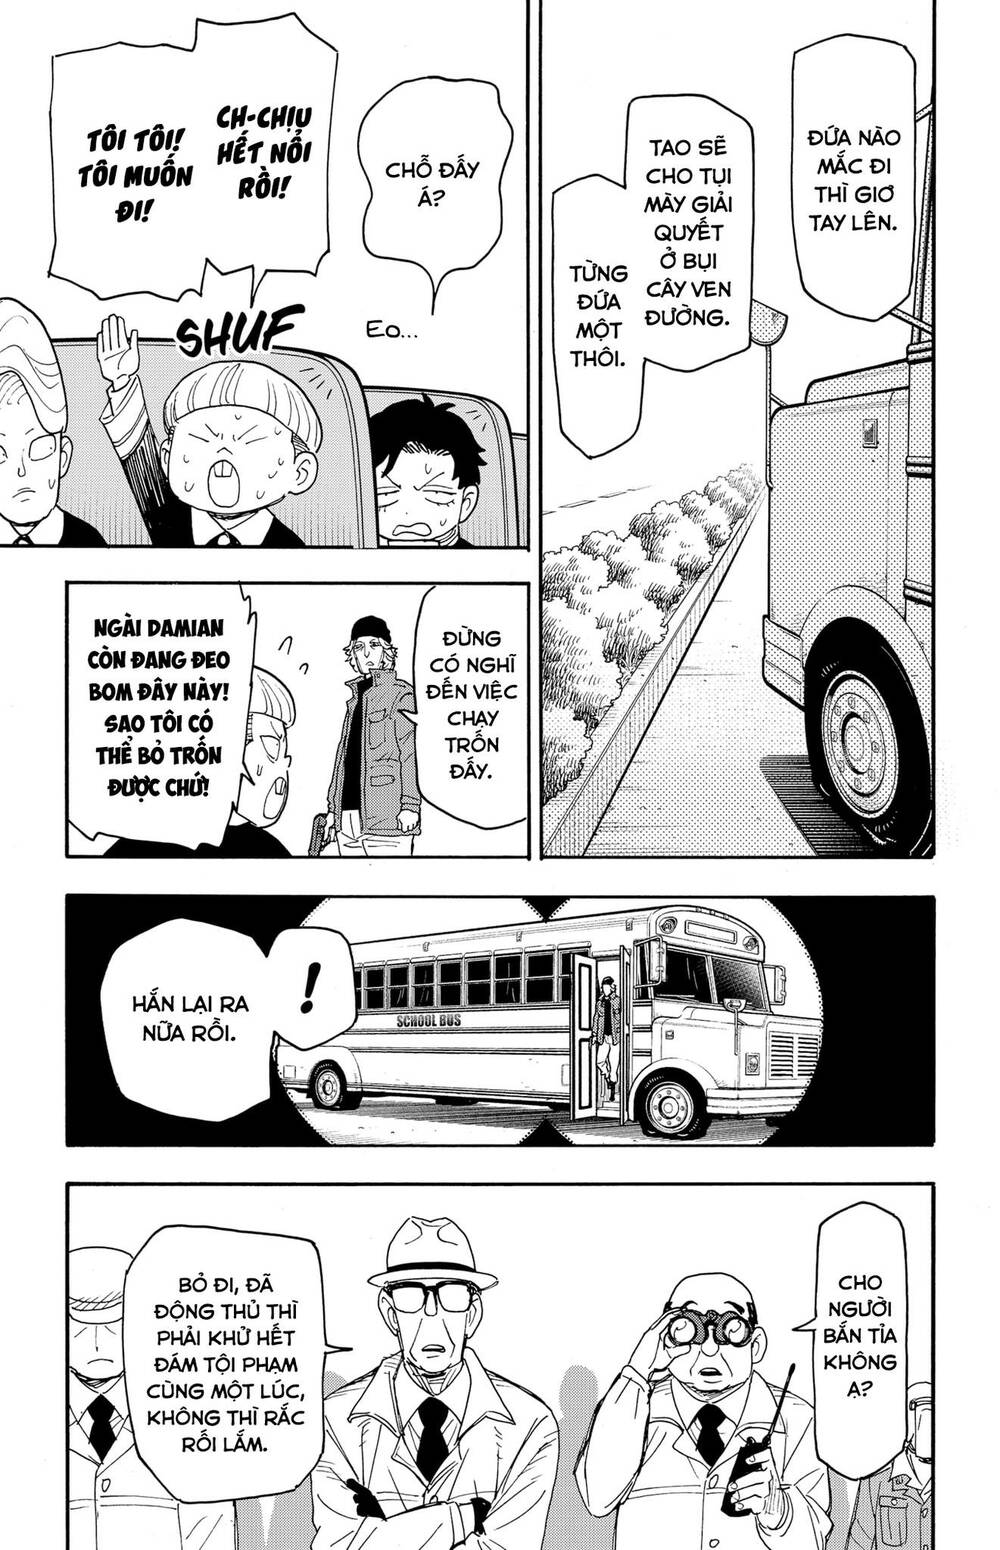 ĐỨA NÀO
MẮC ĐI
THÌ GIƠ
TAY LÊN.
TAO SẼ
CHO TỤI
MÀY GIẢI
QUYẾT
Ở BỤI
CÂY VEN
ĐƯỜNG.
TỪNG
ĐỨA
MỘT
THÔI.
CHỖ ĐẤY
Á?
Eo...
CH-CHỊU
HẾT NỔI
RỒI!
TÔI TÔI!
TÔI MUỐN
ĐI!
SHUF
ĐỪNG
CÓ NGHĨ
ĐẾN VIỆC
CHẠY
TRỐN
ĐẤY.
NGÀI DAMIAN
CÒN ĐANG ĐEO
BOM ĐÂY NÀY!
SAO TÔI CÓ
THỂ BỎ TRỐN
ĐƯỢC CHỨ!
!
HẮN LẠI RA
NỮA RỒI.
SCHOOL BUS
CHO
NGƯỜI
BẮN TỈA
KHÔNG
Ạ?
BỎ ĐI, ĐÃ
ĐỘNG THỦ THÌ
PHẢI KHỬ HẾT
ĐÁM TỘI PHẠM
CÙNG MỘT LÚC,
KHÔNG THÌ RẮC
RỐI LẮM.